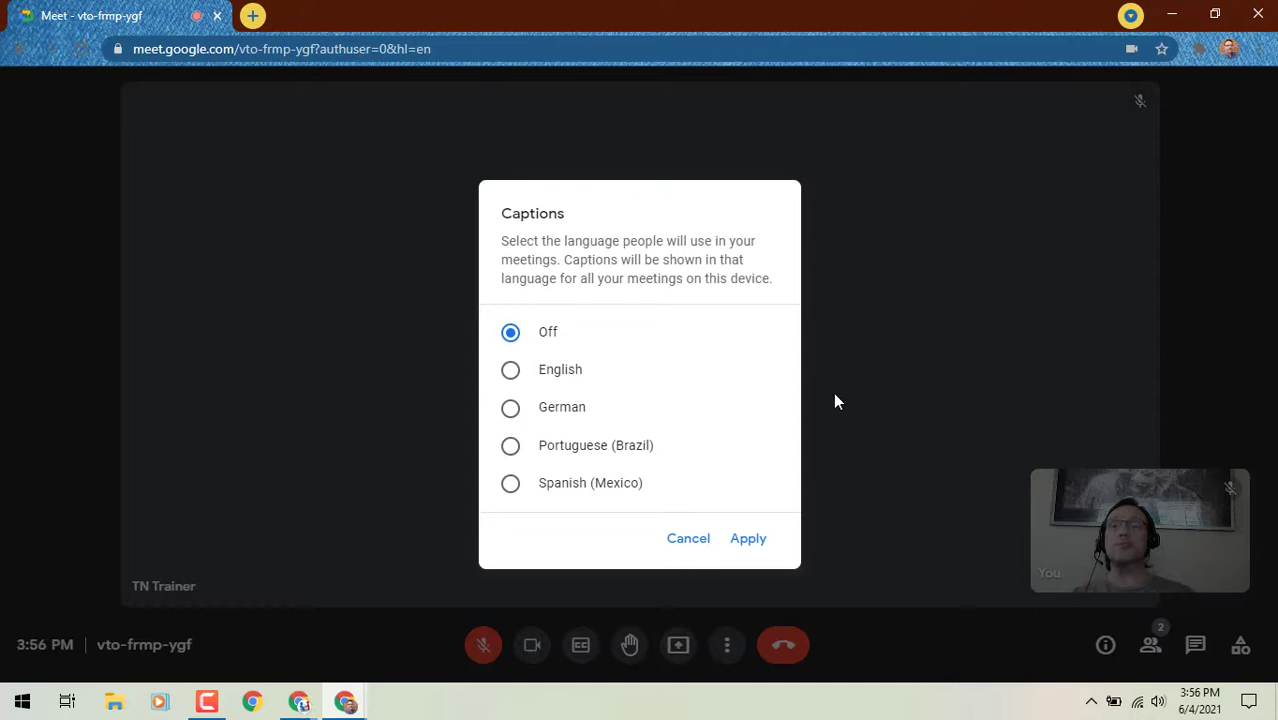 Meet - vto-frmp-ygf
meet.google.com/vto-frmp-ygf?authuser=0&hl=en
Captions
Select the language people will use in your
meetings. Captions will be shown in that
language for all your meetings on this device.
Off
English
German
Portuguese (Brazil)
Spanish (Mexico)
Cancel Apply
You
TN Trainer
2
3:56 PM | vto-frmp-ygf
CC
3:56 PM
6/4/2021